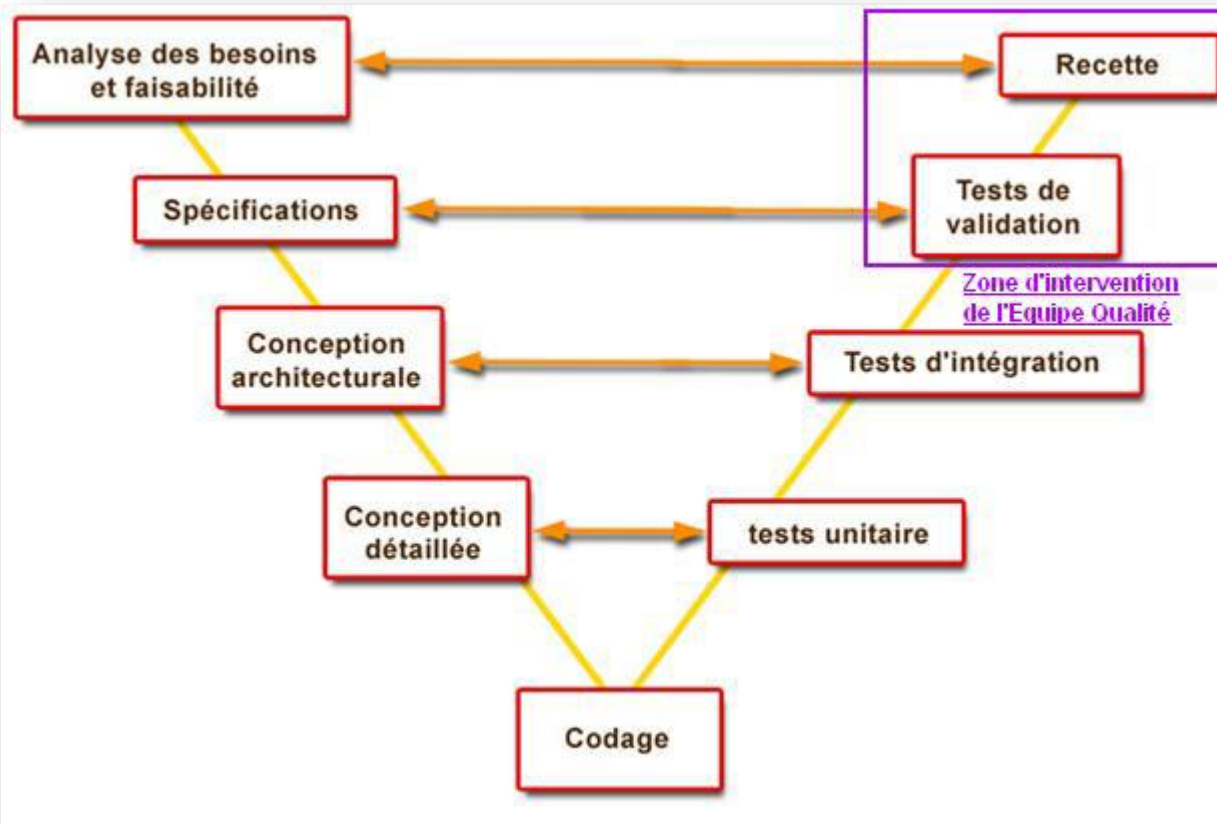 Analyse des besoins
et faisabilité
Recette
Spécifications
Tests de
validation
Zone d'intervention
de l'Equipe Qualité
Conception
architecturale
Tests d'intégration
Conception
détaillée
tests unitaire
Codage